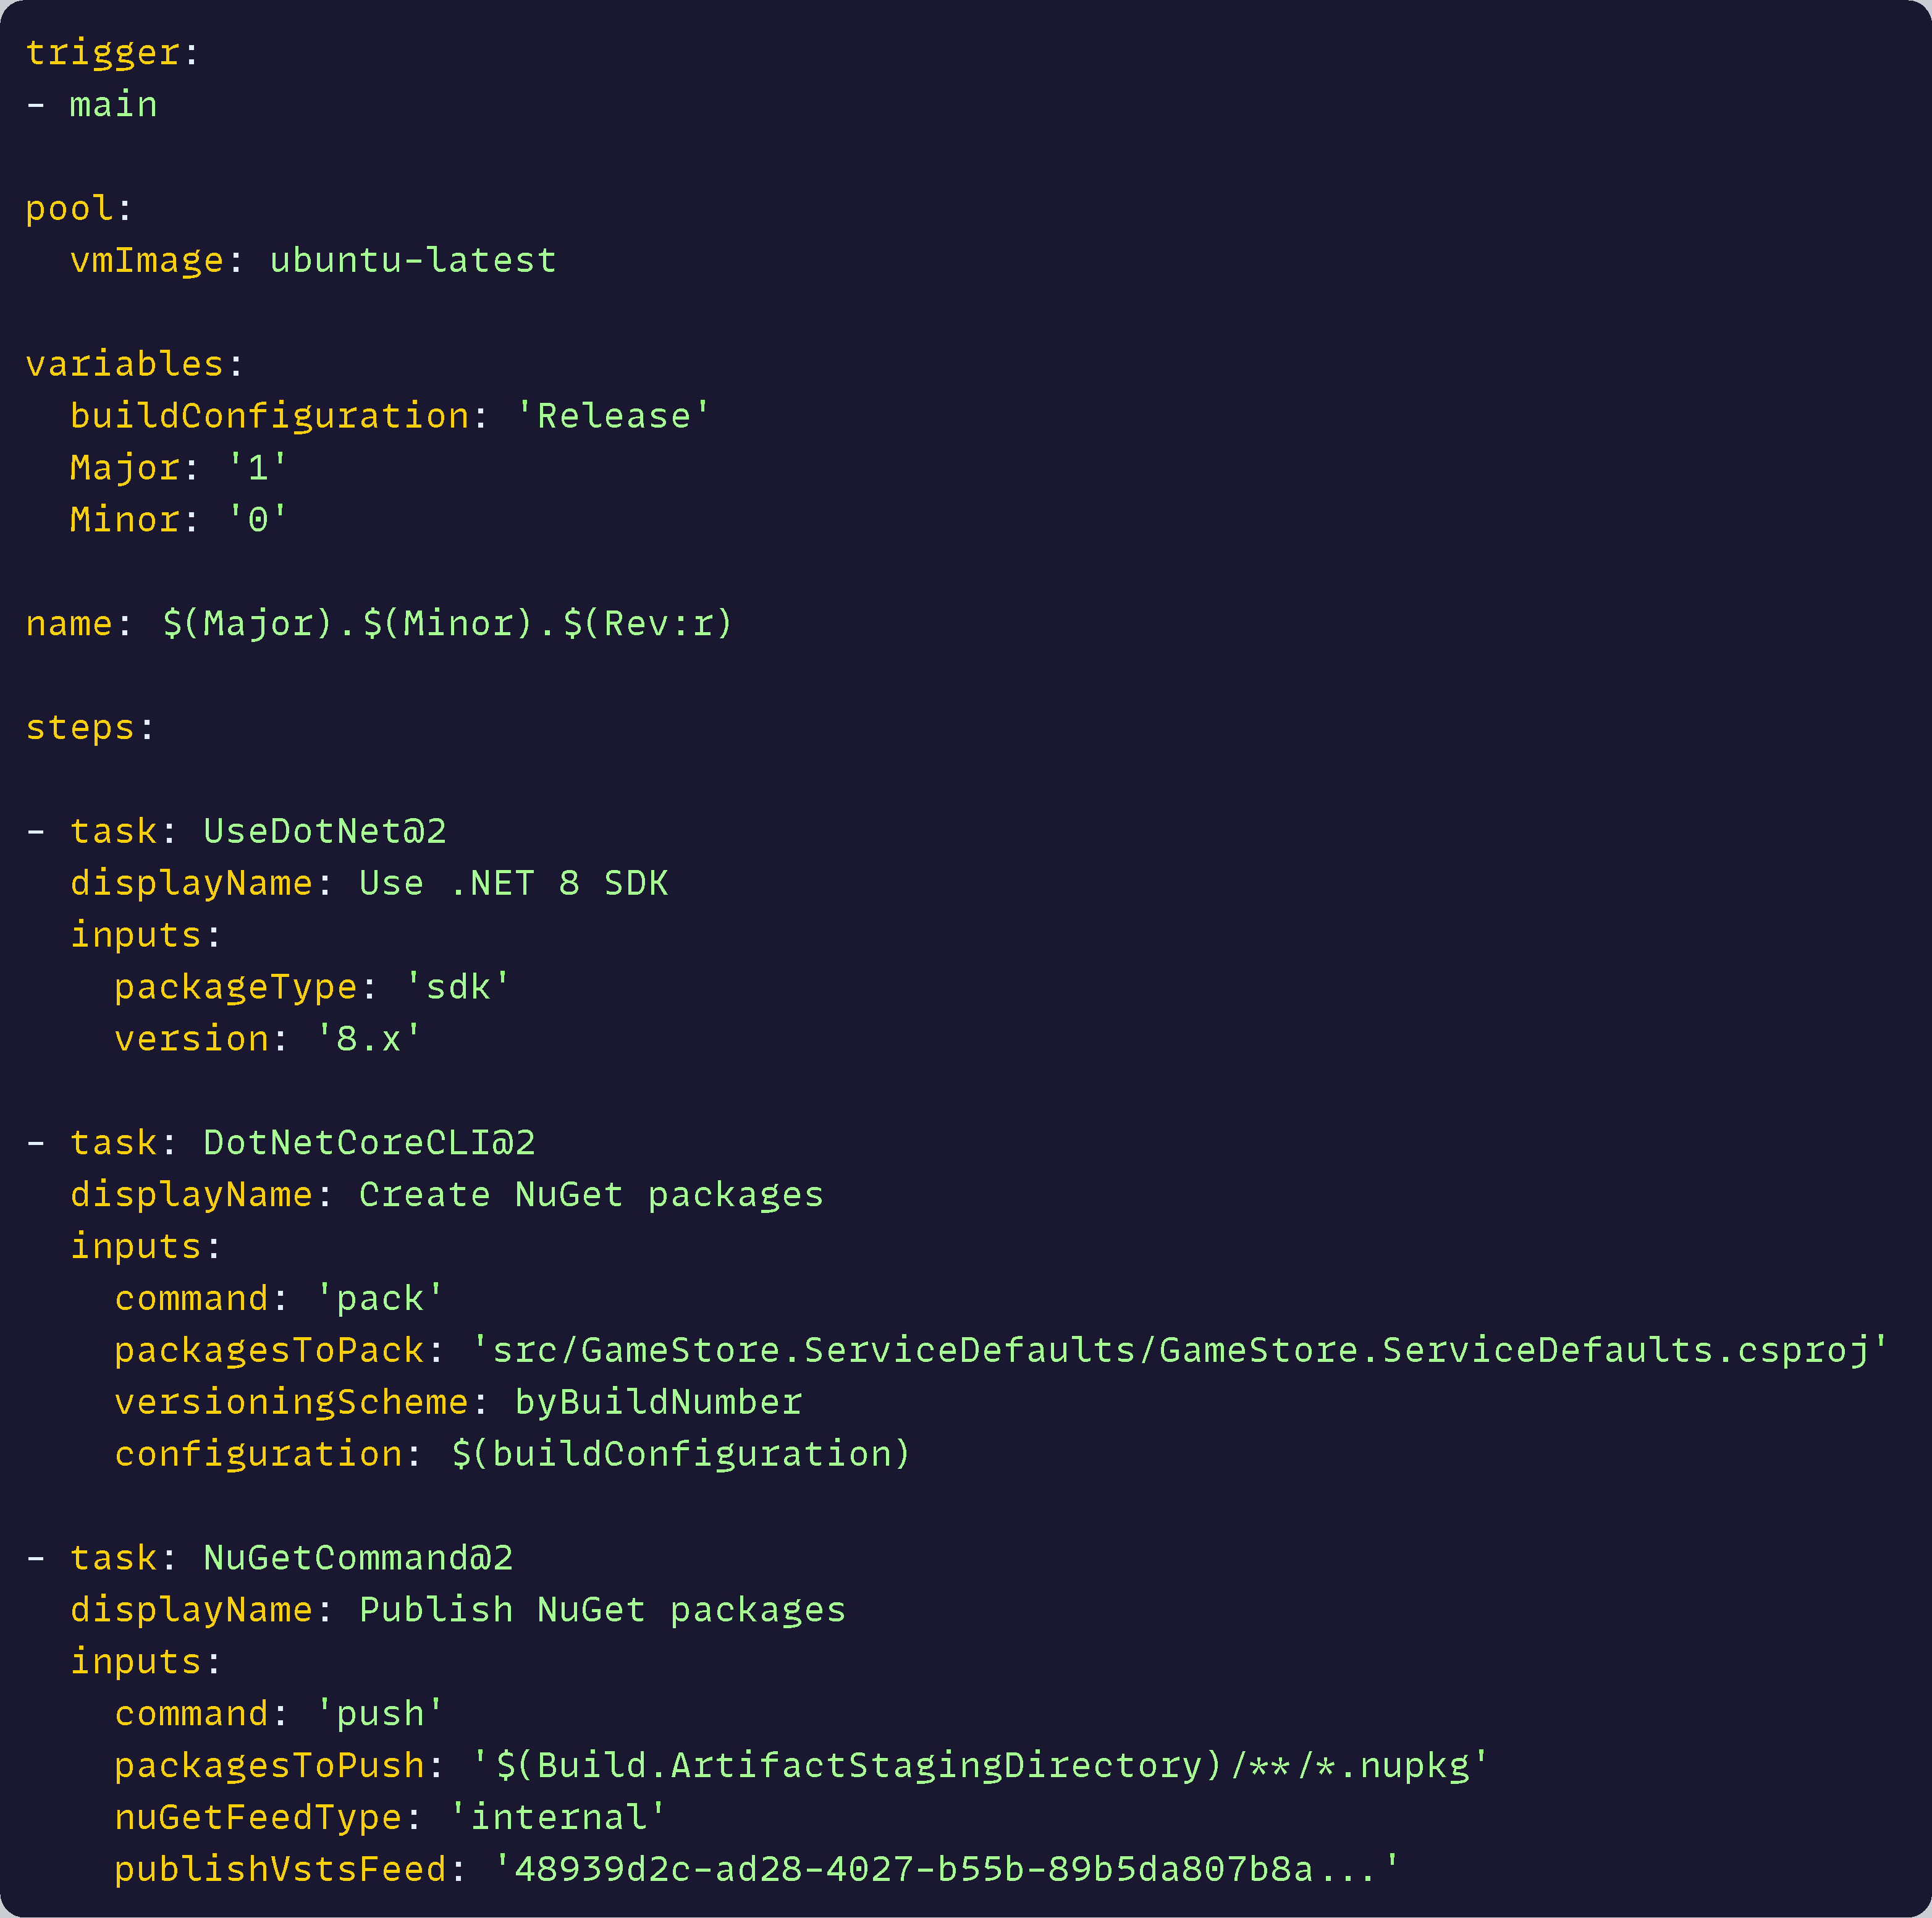 trigger:
- main
pool:
  vmImage: ubuntu-latest
variables:
  buildConfiguration: 'Release'
  Major: '1'
  Minor: '0'
name: $(Major).$(Minor).$(Rev:r)
steps:
- task: UseDotNet@2
  displayName: Use .NET 8 SDK
  inputs:
    packageType: 'sdk'
    version: '8.x'
- task: DotNetCoreCLI@2
  displayName: Create NuGet packages
  inputs:
    command: 'pack'
    packagesToPack: 'src/GameStore.ServiceDefaults/GameStore.ServiceDefaults.csproj'
    versioningScheme: byBuildNumber
    configuration: $(buildConfiguration)
- task: NuGetCommand@2
  displayName: Publish NuGet packages
  inputs:
    command: 'push'
    packagesToPush: '$(Build.ArtifactStagingDirectory)/**/*.nupkg'
    nuGetFeedType: 'internal'
    publishVstsFeed: '48939d2c-ad28-4027-b55b-89b5da807b8a...'